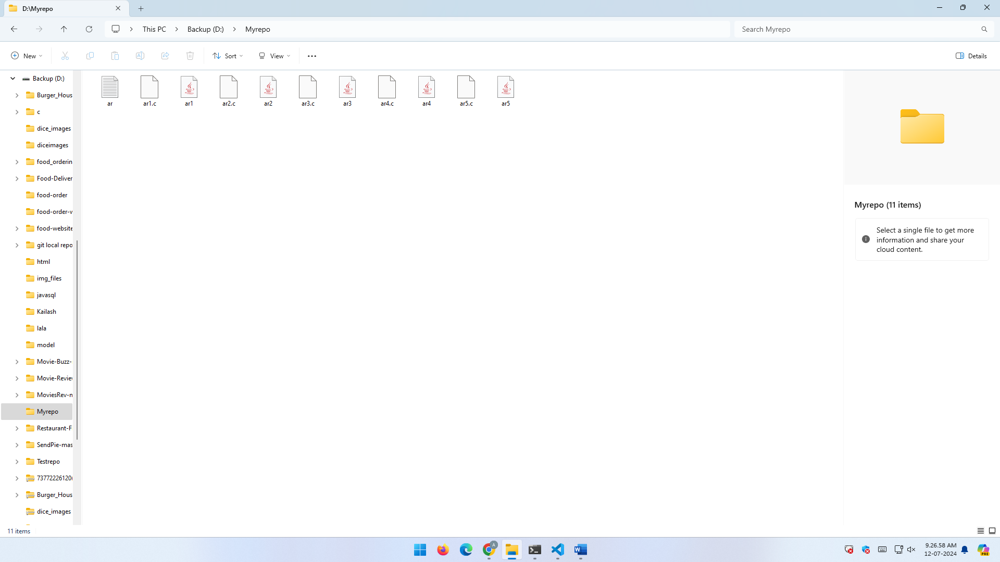 D:\Myrepo
This PC
Backup (D:)
Myrepo
Search Myrepo
New
Sort
View
Details
Backup (D:)
Burger_Hous
c
dice_images
diceimages
food_orderin
Food-Deliver
food-order
food-order-w
food-website
git local repo
html
img_files
javasql
Kailash
lala
model
Movie-Buzz-
Movie-Review
MoviesRev-n
Myrepo
Restaurant-F
SendPie-mas
Testrepo
7377222612
Burger_Hous
dice_images
ar
ar1.c
ar1
ar2.c
ar2
ar3.c
ar3
ar4.c
ar4
ar5.c
ar5
Myrepo (11 items)
Select a single file to get more
information and share your
cloud content.
11 items
A
9.26.58 AM
12-07-2024
PRE